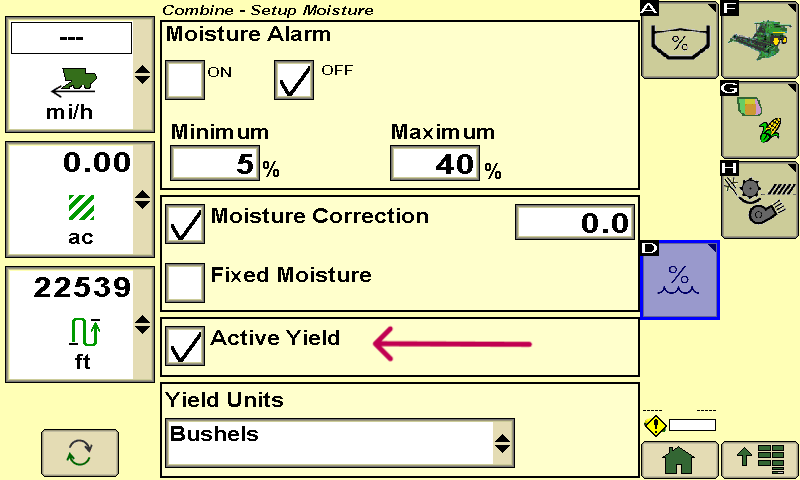 Combine - Setup Moisture
---
mi/h
0.00
ac
22539
ft
Moisture Alarm
ON
OFF
Minimum
Maximum
5 %
40 %
Moisture Correction
0.0
Fixed Moisture
Active Yield
Yield Units
Bushels
A
%
F
G
H
D
%
----- -----